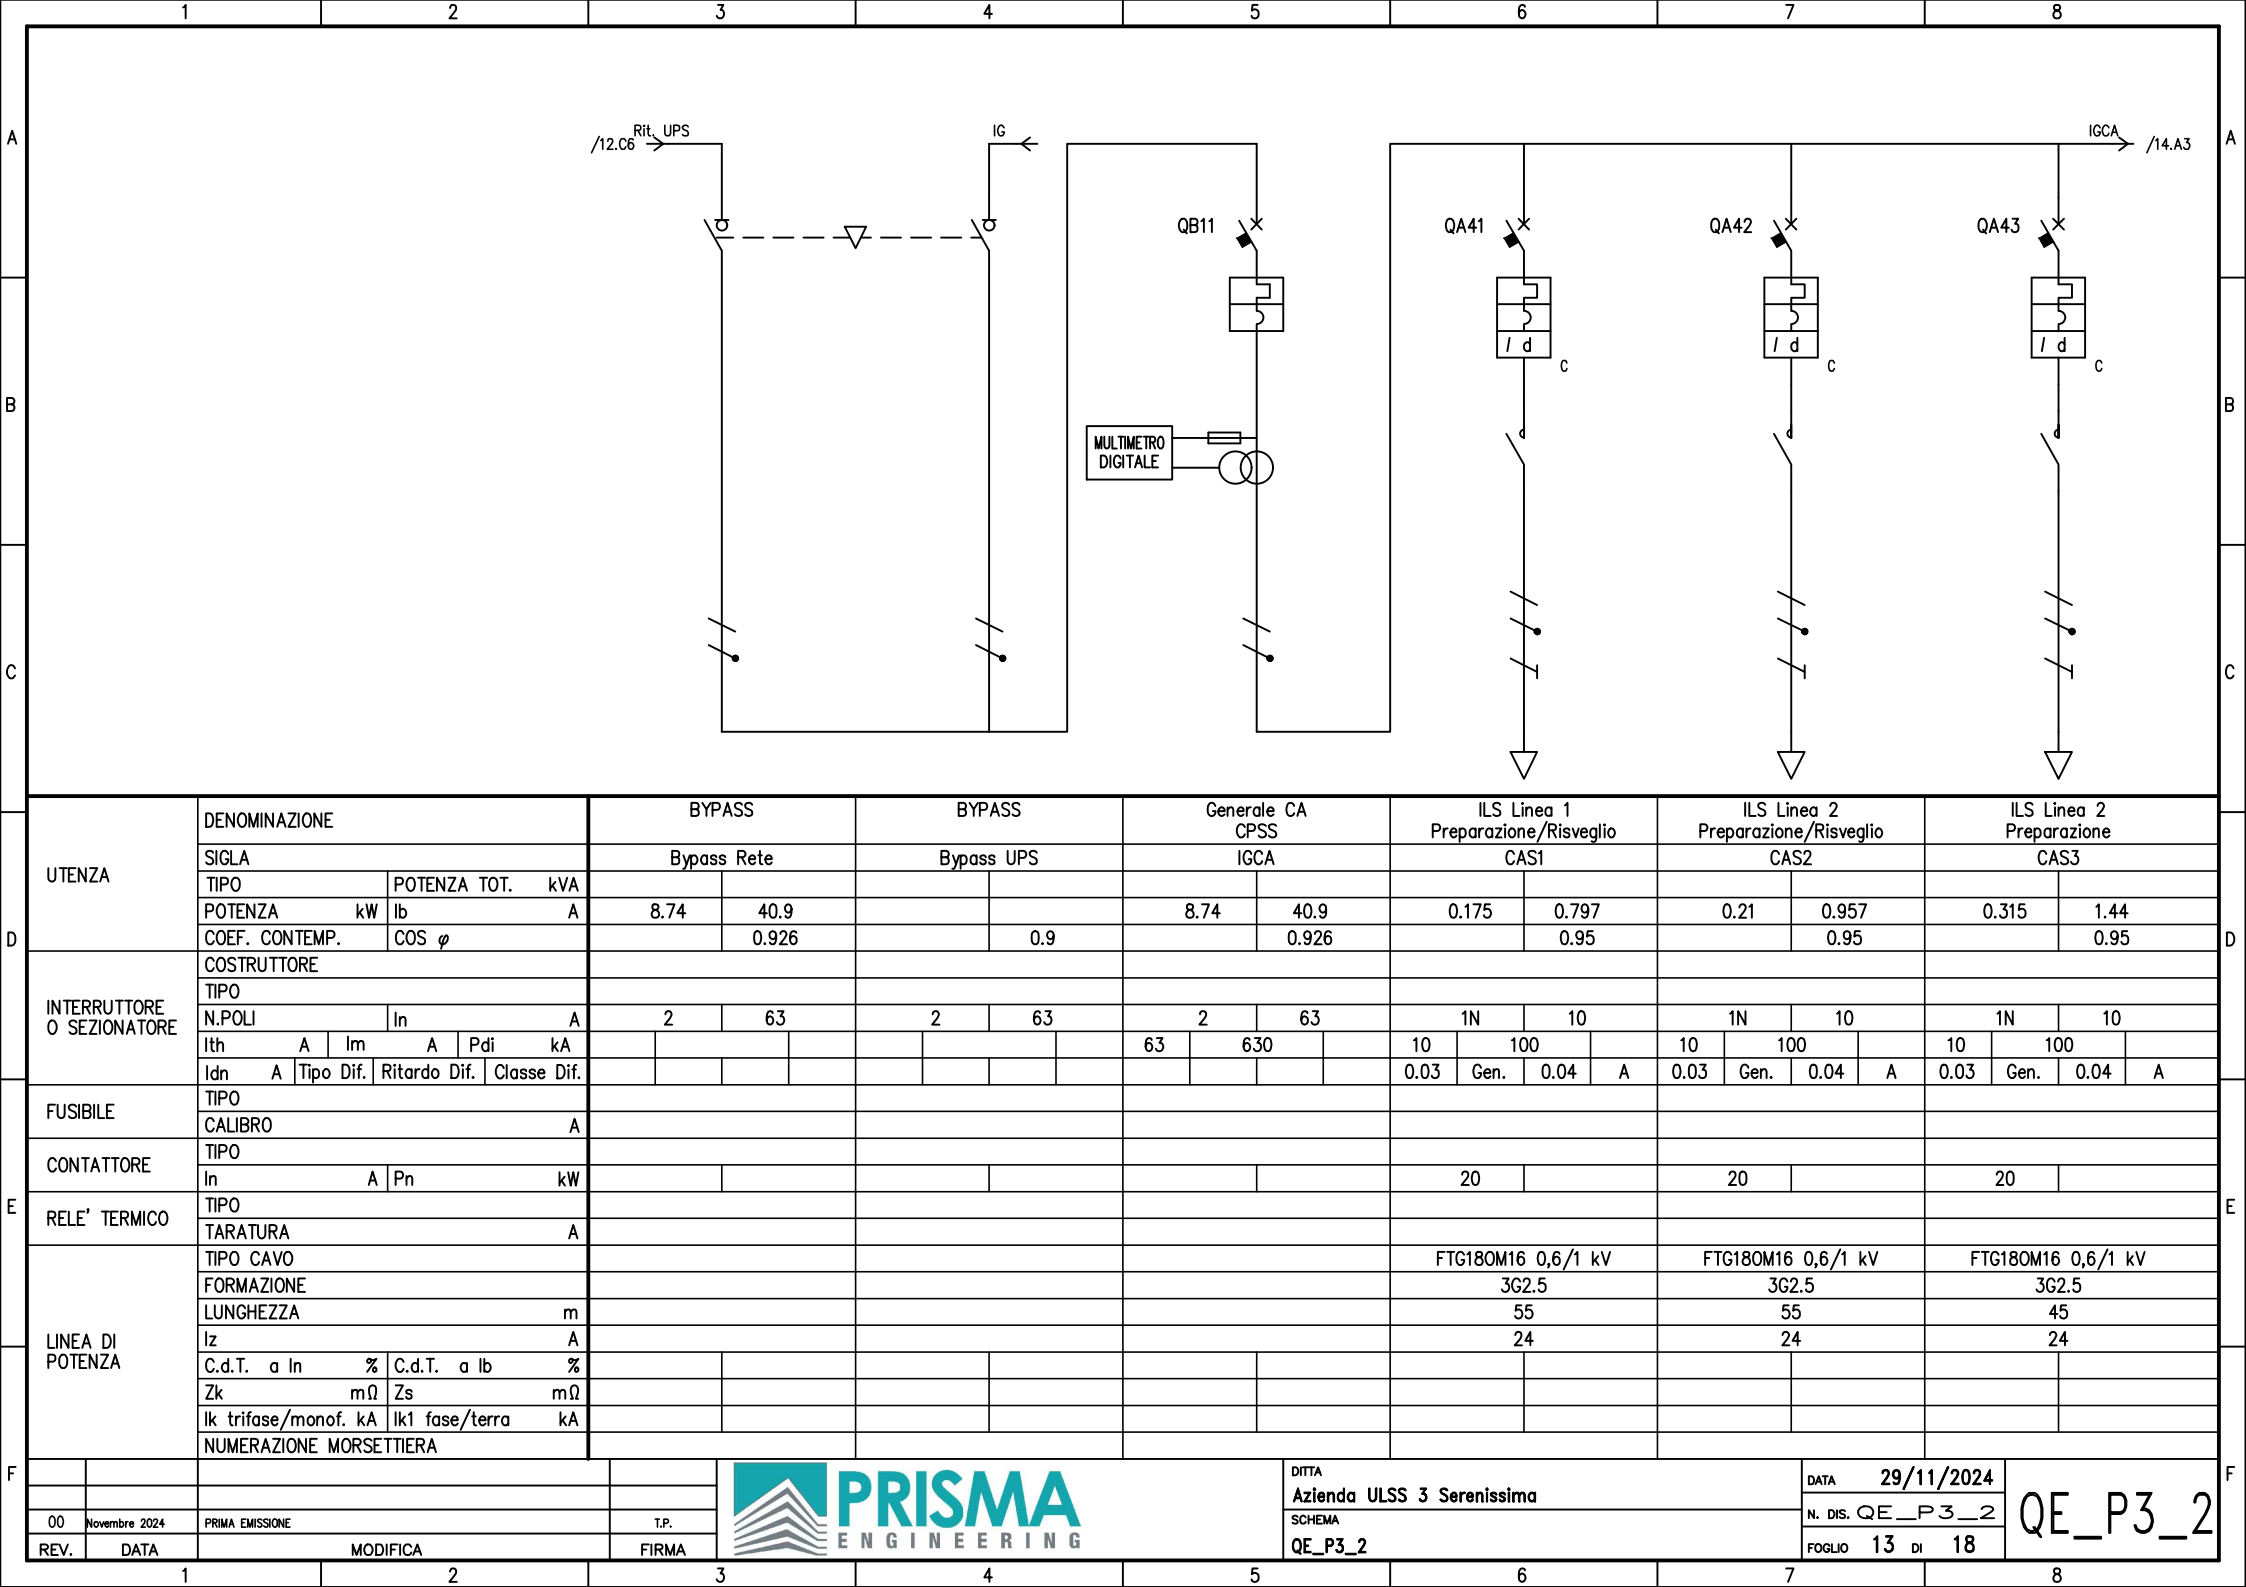 1 2 3 4 5 6 7 8
A A
Rit. UPS IG IGCA
/12.C6 /14.A3
QB11 QA41 QA42 QA43
I d I d I d
C C C
B B
MULTIMETRO
DIGITALE
C C
UTENZA
DENOMINAZIONE BYPASS BYPASS Generale CA ILS Linea 1 ILS Linea 2 ILS Linea 2
CPSS Preparazione/Risveglio Preparazione/Risveglio Preparazione
SIGLA Bypass Rete Bypass UPS IGCA CAS1 CAS2 CAS3
TIPO POTENZA TOT. kVA
POTENZA kW Ib A 8.74 40.9 8.74 40.9 0.175 0.797 0.21 0.957 0.315 1.44
D COEF. CONTEMP. COS φ 0.926 0.9 0.926 0.95 0.95 0.95 D
INTERRUTTORE
O SEZIONATORE
COSTRUTTORE
TIPO
N.POLI In A 2 63 2 63 2 63 1N 10 1N 10 1N 10
Ith A Im A Pdi kA 63 630 10 100 10 100 10 100
Idn A Tipo Dif. Ritardo Dif. Classe Dif. 0.03 Gen. 0.04 A 0.03 Gen. 0.04 A 0.03 Gen. 0.04 A
FUSIBILE
TIPO
CALIBRO A
CONTATTORE
TIPO
In A Pn kW 20 20 20
E E
RELE' TERMICO
TIPO
TARATURA A
LINEA DI
POTENZA
TIPO CAVO FTG18OM16 0,6/1 kV FTG18OM16 0,6/1 kV FTG18OM16 0,6/1 kV
FORMAZIONE 3G2.5 3G2.5 3G2.5
LUNGHEZZA m 55 55 45
Iz A 24 24 24
C.d.T. a In % C.d.T. a Ib %
Zk mΩ Zs mΩ
Ik trifase/monof. kA Ik1 fase/terra kA
NUMERAZIONE MORSETTIERA
F F
00 Novembre 2024 PRIMA EMISSIONE T.P.
REV. DATA MODIFICA FIRMA
PRISMA
ENGINEERING
DITTA
Azienda ULSS 3 Serenissima
SCHEMA
QE_P3_2
DATA 29/11/2024
N. DIS. QE_P3_2
FOGLIO 13 DI 18
QE_P3_2
1 2 3 4 5 6 7 8